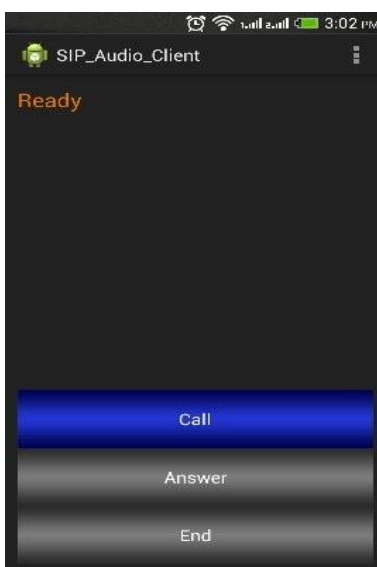 3:02 PM
SIP_Audio_Client
Ready
Call
Answer
End